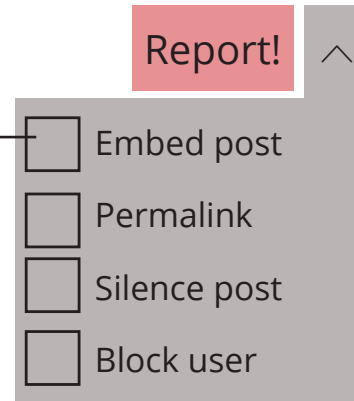 Report!
Embed post
Permalink
Silence post
Block user